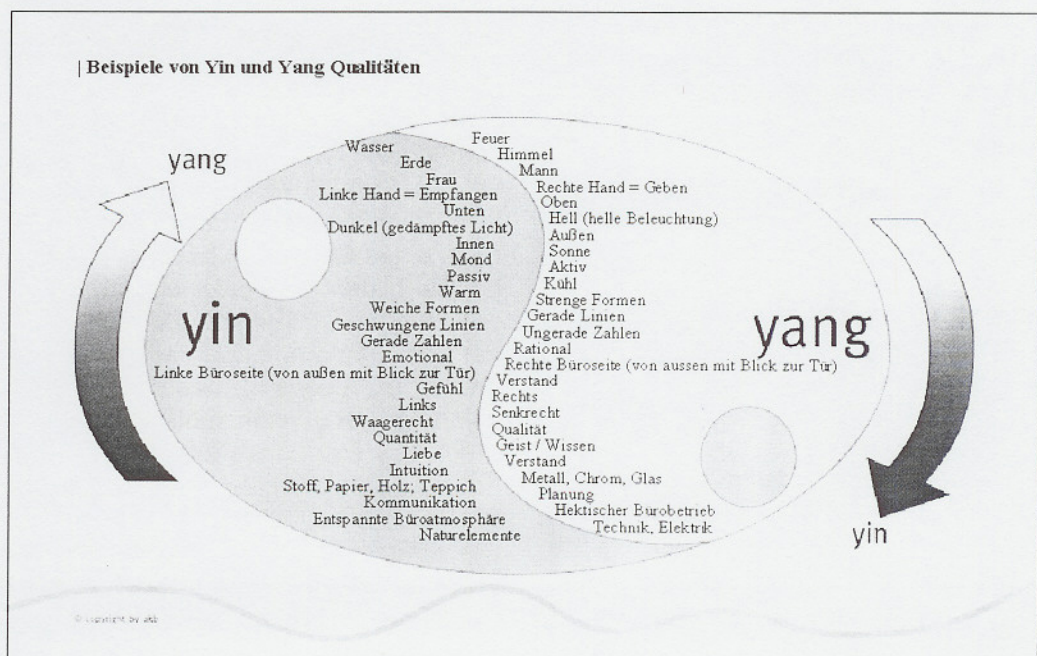 | Beispiele von Yin und Yang Qualitäten
yang
yin
Wasser
Erde
Frau
Linke Hand = Empfangen
Unten
Dunkel (gedämpftes Licht)
Innen
Mond
Passiv
Warm
Weiche Formen
Geschwungene Linien
Gerade Zahlen
Emotional
Linke Büroseite (von außen mit Blick zur Tür)
Gefühl
Links
Waagerecht
Quantität
Liebe
Intuition
Stoff, Papier, Holz; Teppich
Kommunikation
Entspannte Büroatmosphäre
Naturelemente
Feuer
Himmel
Mann
Rechte Hand = Geben
Oben
Hell (helle Beleuchtung)
Außen
Sonne
Aktiv
Kühl
Strenge Formen
Gerade Linien
Ungerade Zahlen
Rational
Rechte Büroseite (von aussen mit Blick zur Tür)
Verstand
Rechts
Senkrecht
Qualität
Geist / Wissen
Verstand
Metall, Chrom, Glas
Planung
Hektischer Bürobetrieb
Technik, Elektrik
yang
yin
© copyright by